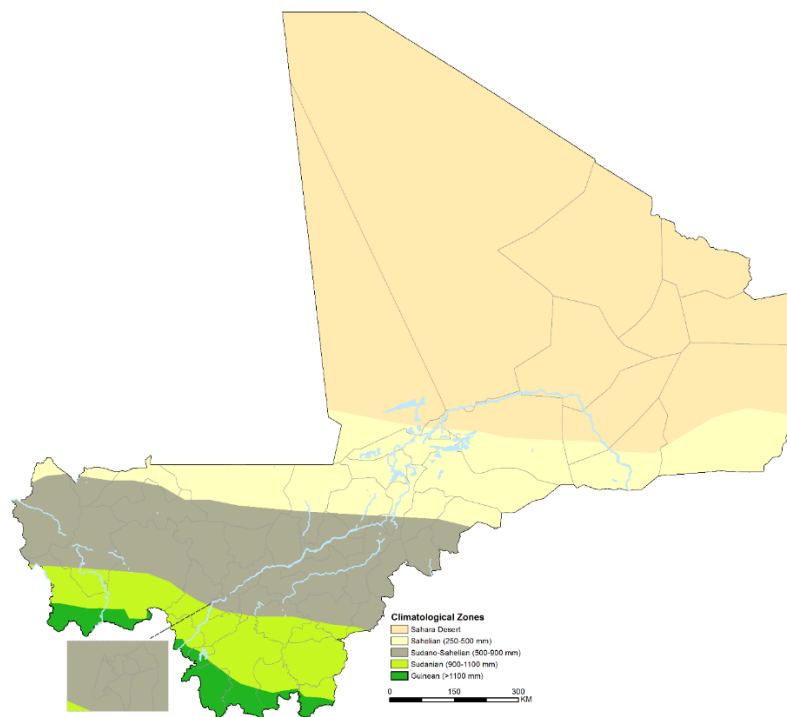 Climatological Zones
Sahara Desert
Sahelian (250-500 mm)
Sudano-Sahelian (500-900 mm)
Sudanian (900-1100 mm)
Guinean (>1100 mm)
0 150 300
KM